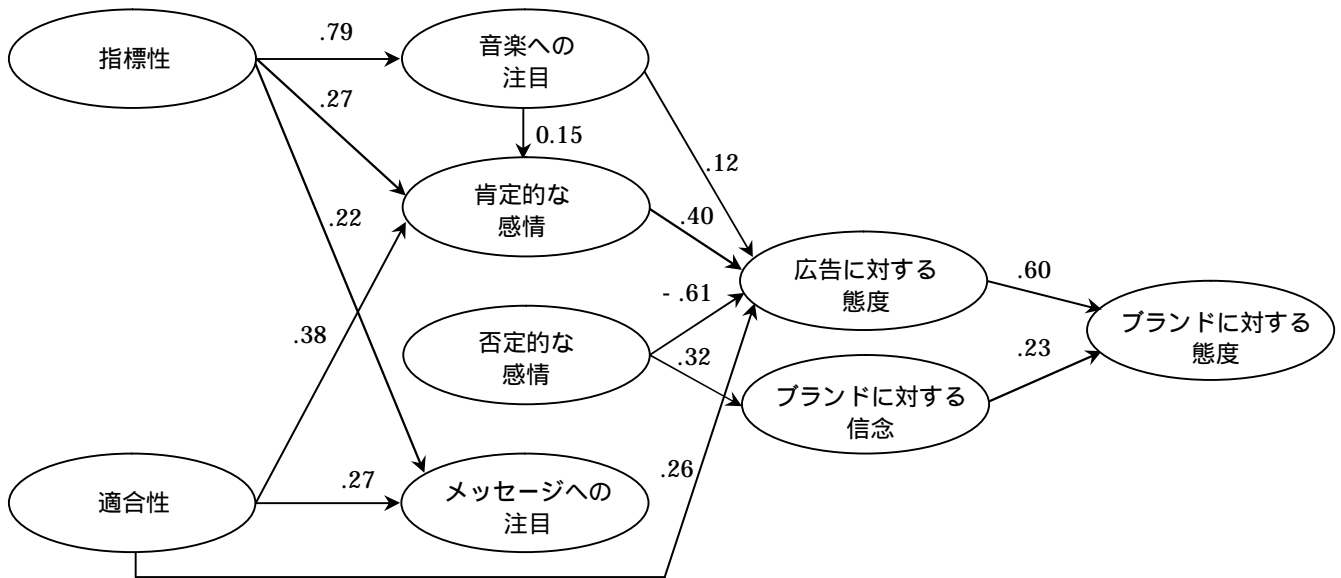 指標性
.79
音楽への
注目
.27
0.15
.12
肯定的な
感情
.22
.40
広告に対する
態度
.60
- .61
ブランドに対する
態度
.38
否定的な
感情
.32
.23
ブランドに対する
信念
適合性
.27
メッセージへの
注目
.26